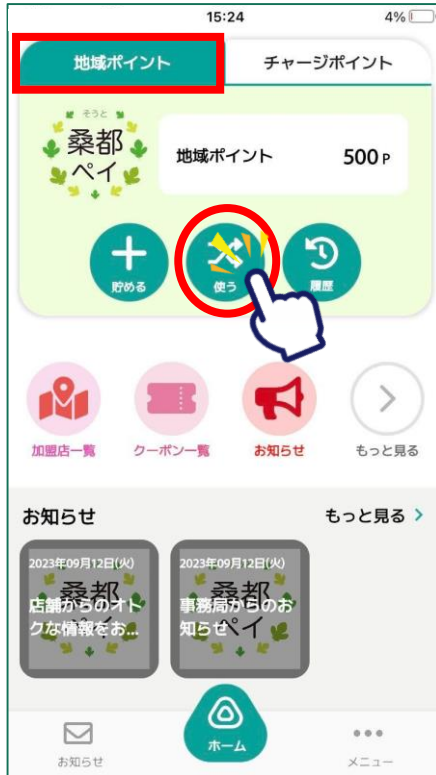 15:24
4%
地域ポイント
チャージポイント
そうと
桑都
ペイ
地域ポイント
500 P
貯める
使う
履歴
加盟店一覧
クーポン一覧
お知らせ
もっと見る
お知らせ
もっと見る
2023年09月12日(火)
桑都
店舗からのオト
クな情報をお...
2023年09月12日(火)
桑都
事務局からのお
知らせ
ペイ
お知らせ
ホーム
メニュー